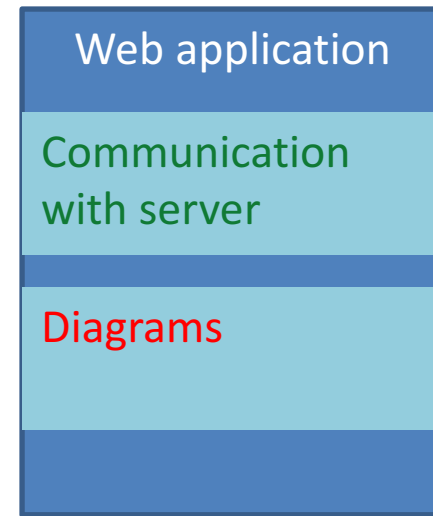 Web application
Communication
with server
Diagrams